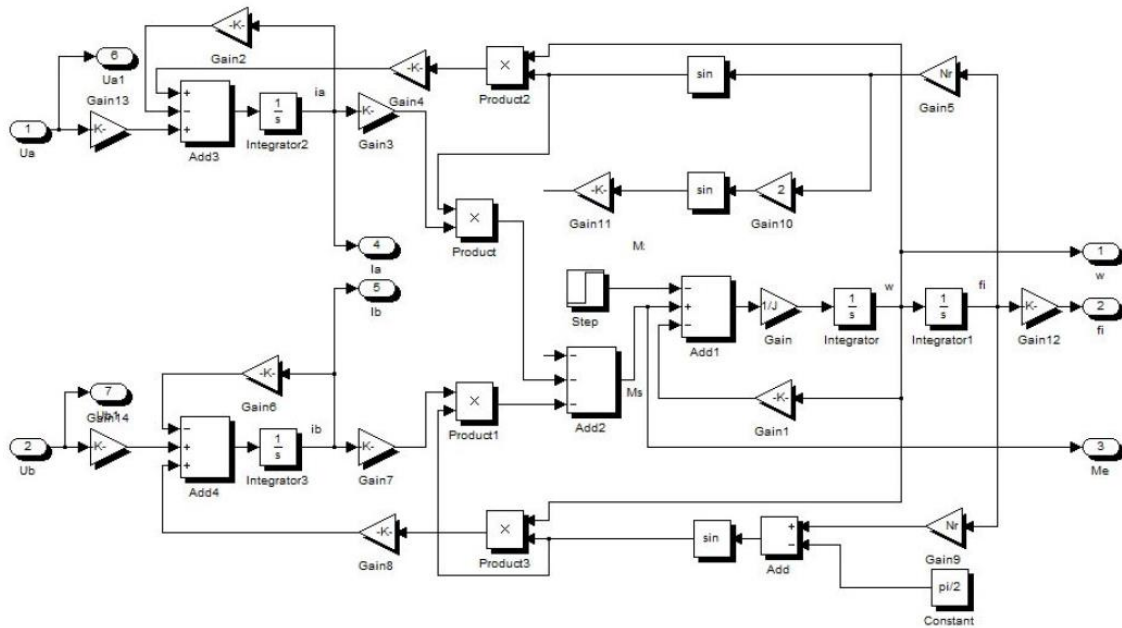 -K-
Gain2
6
Ua1
Gain13
1
Ua
K-
+
−
+
Add3
1
s
Integrator2
ia
K-
Gain3
-K-
Gain4
×
Product2
sin
Nr
Gain5
-K-
Gain11
sin
2
Gain10
×
Product
4
Ia
5
Ib
M:
Step
−
+
−
Add1
1/J
Gain
w
1
s
Integrator
fi
1
s
Integrator1
K-
Gain12
1
w
2
fi
-K-
Gain1
Ms
−
−
−
Add2
-K-
Gain6
7
Ub1
Gain14
2
Ub
K-
−
+
+
Add4
ib
1
s
Integrator3
K-
Gain7
×
Product1
3
Me
-K-
Gain8
×
Product3
sin
+
−
Add
Nr
Gain9
pi/2
Constant